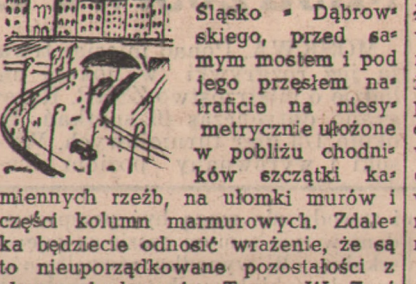 Śląsko - Dąbrow-
skiego, przed sa-
mym mostem i pod
jego przęsłem na-
traficie na niesy-
metrycznie ułożone
w pobliżu chodni-
ków szczątki ka-
miennych rzeźb, na ułomki murów i
części kolumn marmurowych. Zdale-
ka będziecie odnosić wrażenie, że są
to nieuporządkowane pozostałości z